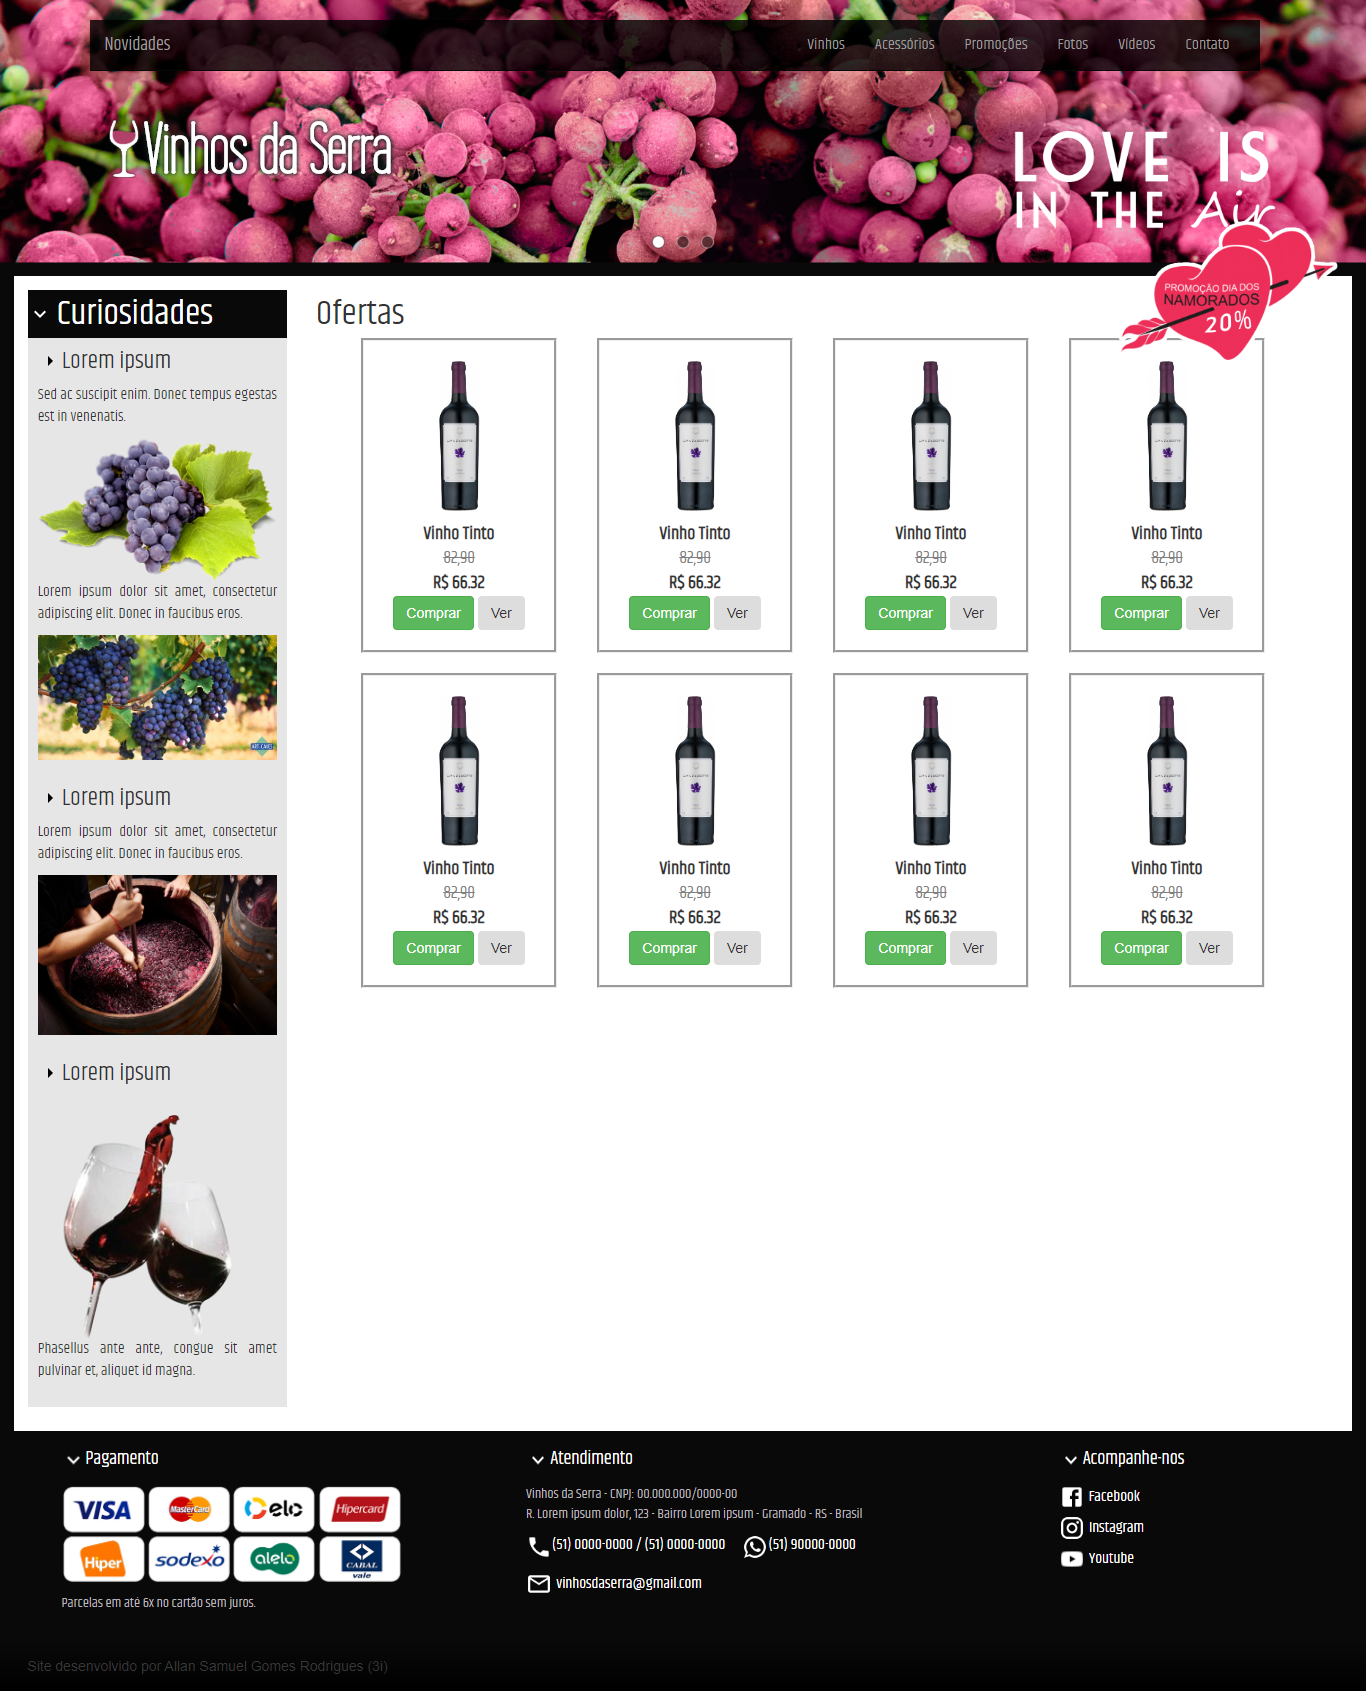 Novidades
Vinhos Acessórios Promoções Fotos Vídeos Contato
Vinhos da Serra
LOVE IS
IN THE Air
PROMOÇÃO DIA DOS
NAMORADOS
20%
Curiosidades
Lorem ipsum
Sed ac suscipit enim. Donec tempus egestas
est in venenatis.
Lorem ipsum dolor sit amet, consectetur
adipiscing elit. Donec in faucibus eros.
Lorem ipsum
Lorem ipsum dolor sit amet, consectetur
adipiscing elit. Donec in faucibus eros.
Lorem ipsum
Phasellus ante ante, congue sit amet
pulvinar et, aliquet id magna.
Ofertas
Vinho Tinto Vinho Tinto Vinho Tinto Vinho Tinto
82,90 82,90 82,90 82,90
R$ 66.32 R$ 66.32 R$ 66.32 R$ 66.32
Comprar Ver Comprar Ver Comprar Ver Comprar Ver
Vinho Tinto Vinho Tinto Vinho Tinto Vinho Tinto
82,90 82,90 82,90 82,90
R$ 66.32 R$ 66.32 R$ 66.32 R$ 66.32
Comprar Ver Comprar Ver Comprar Ver Comprar Ver
Pagamento
VISA MasterCard elo Hipercard
Hiper sodexo alelo CABAL
vale
Parcelas em até 6x no cartão sem juros.
Atendimento
Vinhos da Serra - CNPJ: 00.000.000/0000-00
R. Lorem ipsum dolor, 123 - Bairro Lorem ipsum - Gramado - RS - Brasil
(51) 0000-0000 / (51) 0000-0000 (51) 90000-0000
vinhosdaserra@gmail.com
Acompanhe-nos
Facebook
Instagram
Youtube
Site desenvolvido por Allan Samuel Gomes Rodrigues (3i)